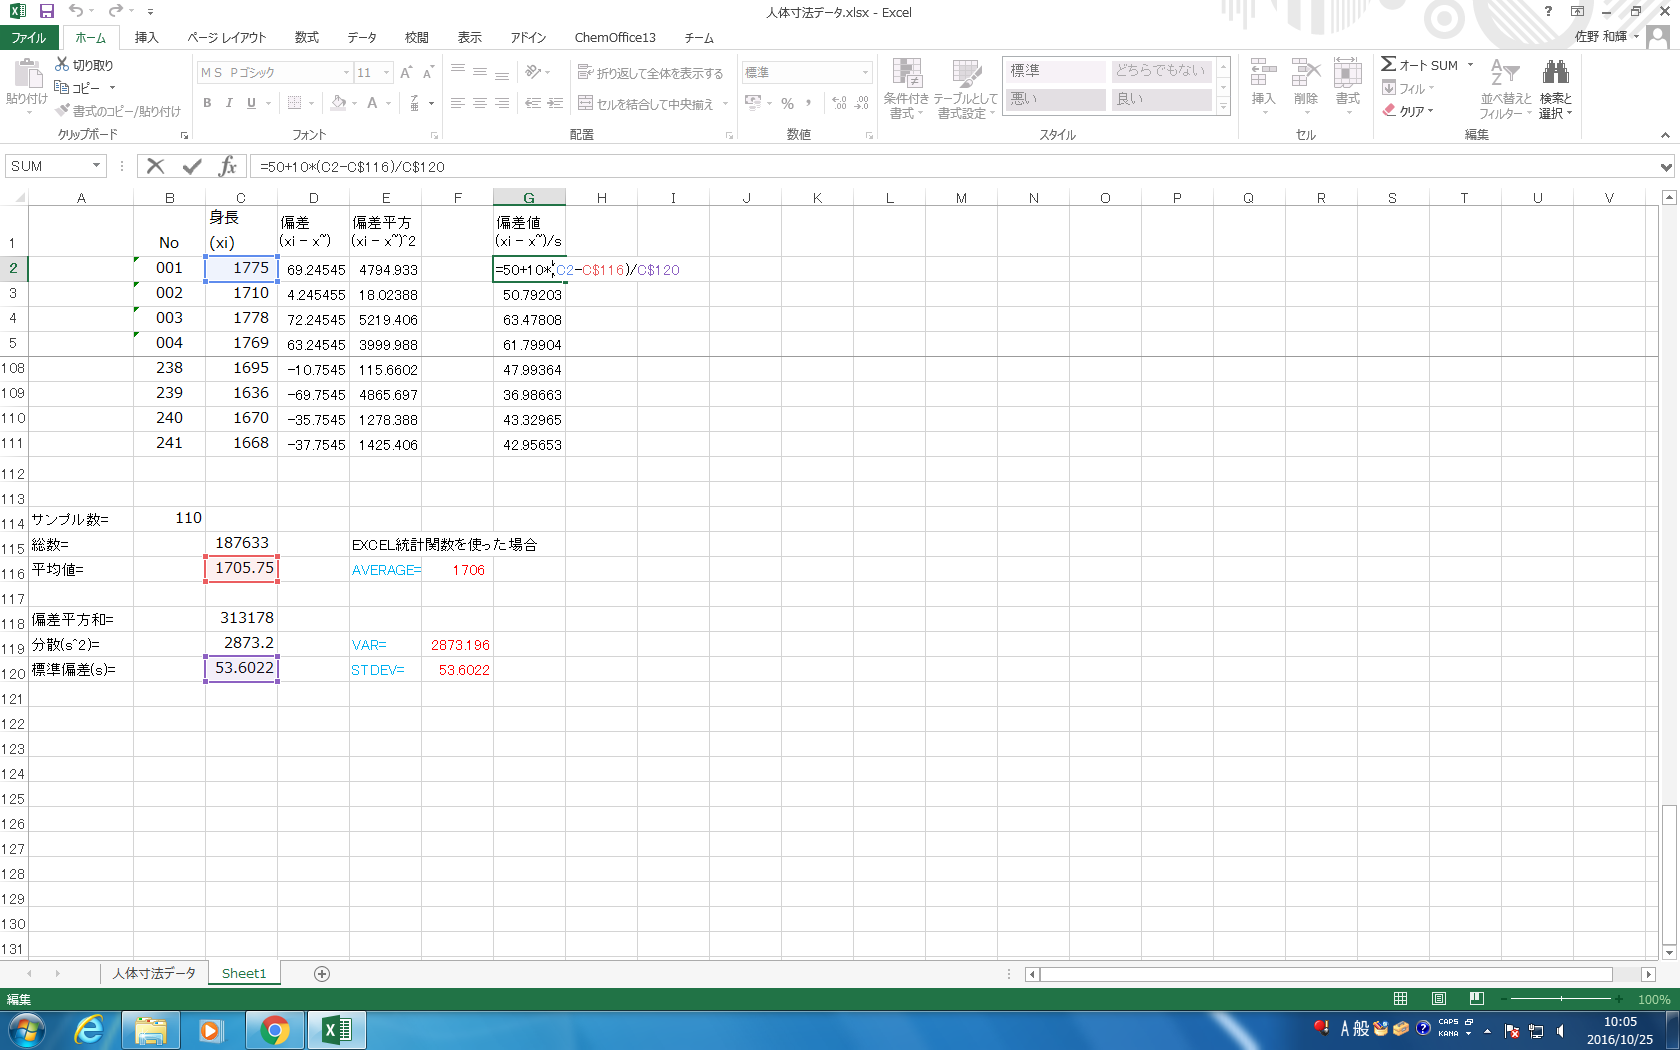 人体寸法データ.xlsx - Excel
ファイル ホーム 挿入 ページ レイアウト 数式 データ 校閲 表示 アドイン ChemOffice13 チーム 佐野 和輝
貼り付け 切り取り コピー 書式のコピー/貼り付け クリップボード
ＭＳ Ｐゴシック 11 B I U A フォント
折り返して全体を表示する セルを結合して中央揃え 配置
標準 % 数値
条件付き書式 テーブルとして書式設定 標準 どちらでもない 悪い 良い スタイル
挿入 削除 書式 セル
オート SUM フィル クリア 並べ替えとフィルター 検索と選択 編集
SUM fx =50+10*(C2-C$116)/C$120
A B C D E F G H I J K L M N O P Q R S T U V
1 No 身長(xi) 偏差(xi - x~) 偏差平方(xi - x~)^2 偏差値(xi - x~)/s
2 001 1775 69.24545 4794.933 =50+10*(C2-C$116)/C$120
3 002 1710 4.245455 18.02388 50.79203
4 003 1778 72.24545 5219.406 63.47808
5 004 1769 63.24545 3999.988 61.79904
108 238 1695 -10.7545 115.6602 47.99364
109 239 1636 -69.7545 4865.697 36.98663
110 240 1670 -35.7545 1278.388 43.32965
111 241 1668 -37.7545 1425.406 42.95653
112
113
114 サンプル数= 110
115 総数= 187633 EXCEL統計関数を使った場合
116 平均値= 1705.75 AVERAGE= 1706
117
118 偏差平方和= 313178
119 分散(s^2)= 2873.2 VAR= 2873.196
120 標準偏差(s)= 53.6022 STDEV= 53.6022
121
122
123
124
125
126
127
128
129
130
131
人体寸法データ Sheet1
編集 100%
A 般 CAPS KANA 10:05
2016/10/25